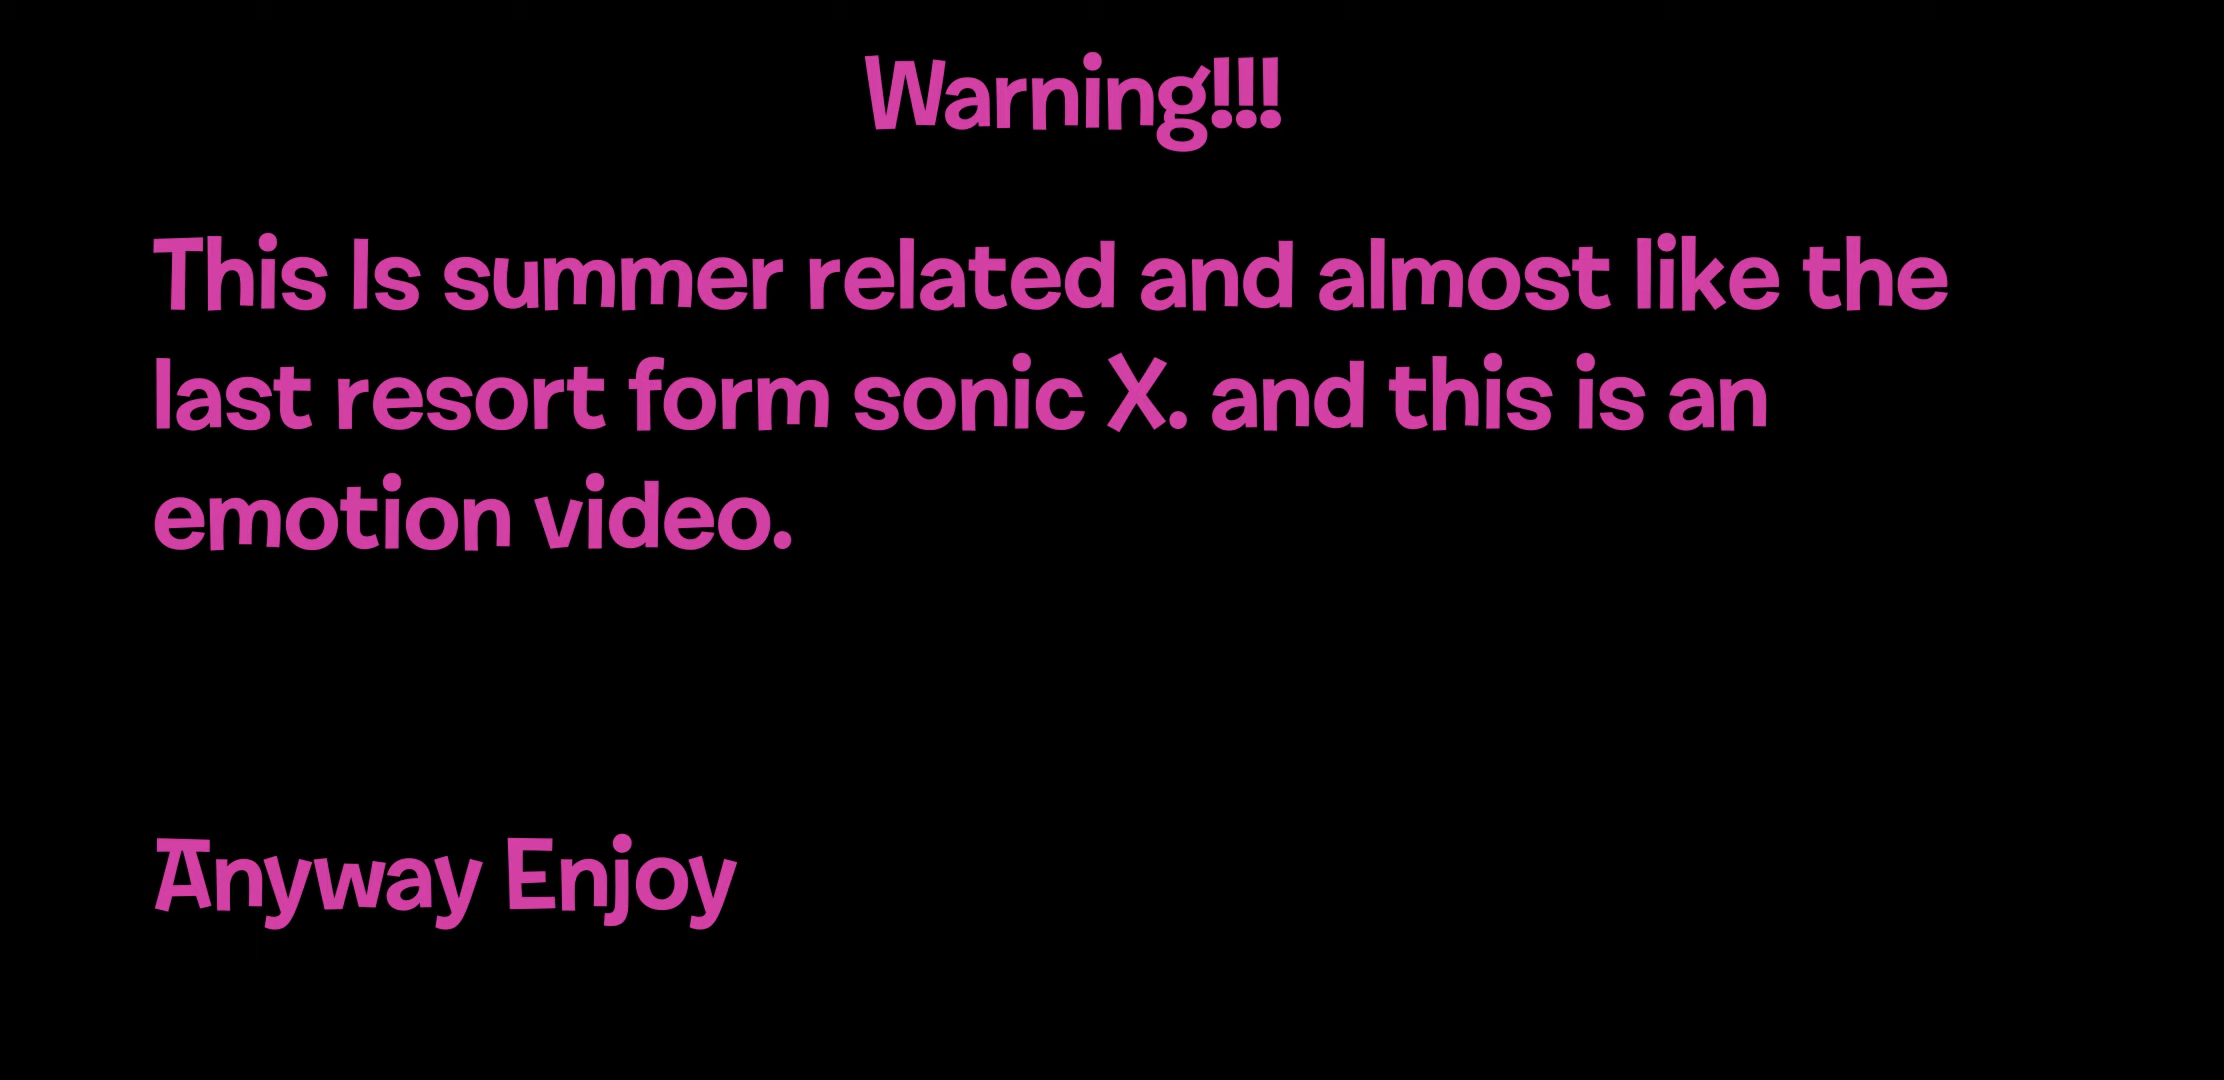 Warning!!!
This Is summer related and almost like the
last resort form sonic X. and this is an
emotion video.
Anyway Enjoy